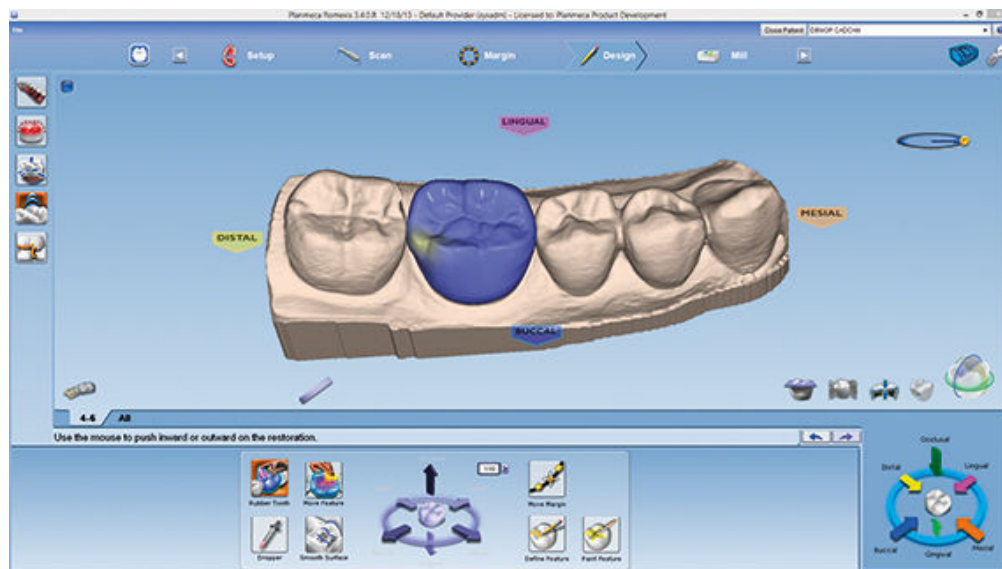 Planmeca Romexis 3.4.0.R 12/18/13 - Default Provider (sysadm) - Licensed to: Planmeca Product Development
File
Close Patient
Setup
Scan
Margin
Design
Mill
LINGUAL
MESIAL
DISTAL
BUCCAL
4-6 All
Use the mouse to push inward or outward on the restoration.
Rubber Tooth
Move Feature
Move Margin
Dropper
Smooth Surface
Define Feature
Paint Feature
Occlusal
Distal
Lingual
Buccal
Mesial
Gingival